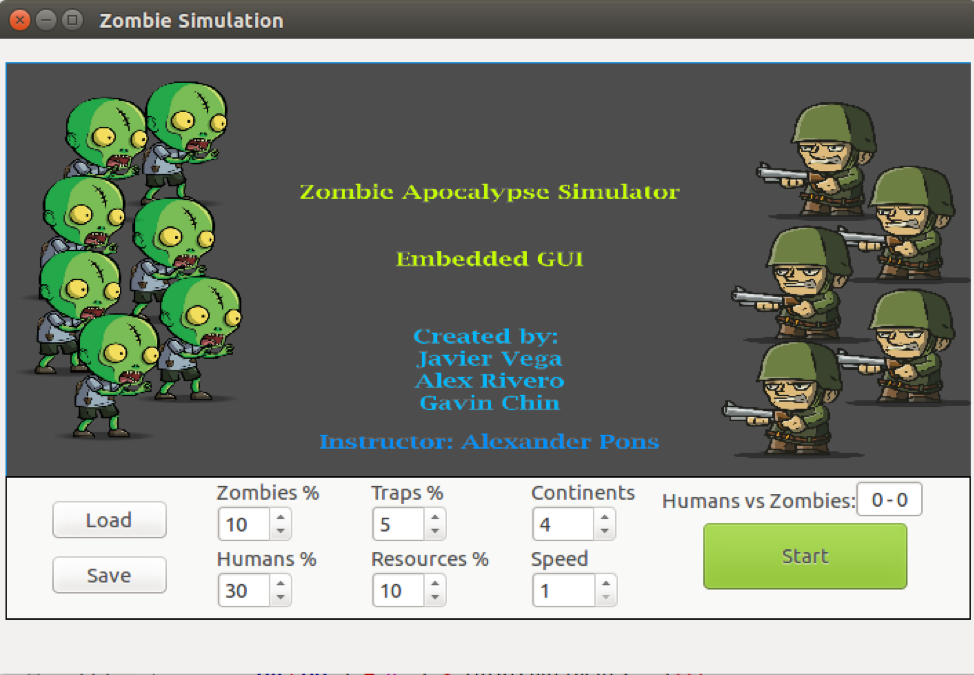 Zombie Simulation
Zombie Apocalypse Simulator
Embedded GUI
Created by:
Javier Vega
Alex Rivero
Gavin Chin
Instructor: Alexander Pons
Load
Save
Zombies %
10
Humans %
30
Traps %
5
Resources %
10
Continents
4
Speed
1
Humans vs Zombies: 0 - 0
Start